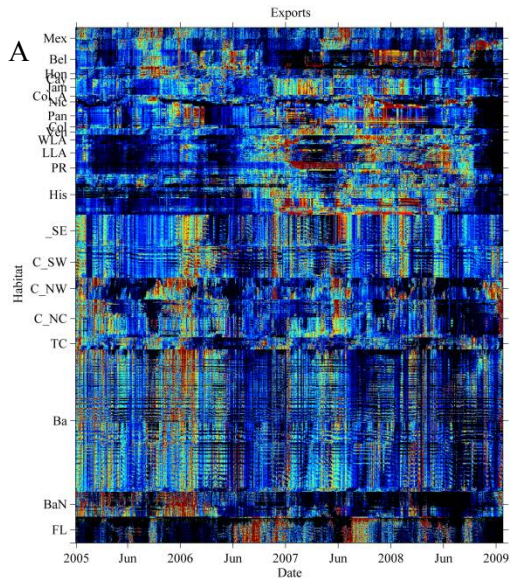 Exports
A
Mex
Bel
Hon
Cay
Jam
Nic
Pan
Col
WLA
LLA
PR
His
_SE
C_SW
C_NW
C_NC
TC
Ba
BaN
FL
Habitat
2005 Jun 2006 Jun 2007 Jun 2008 Jun 2009
Date